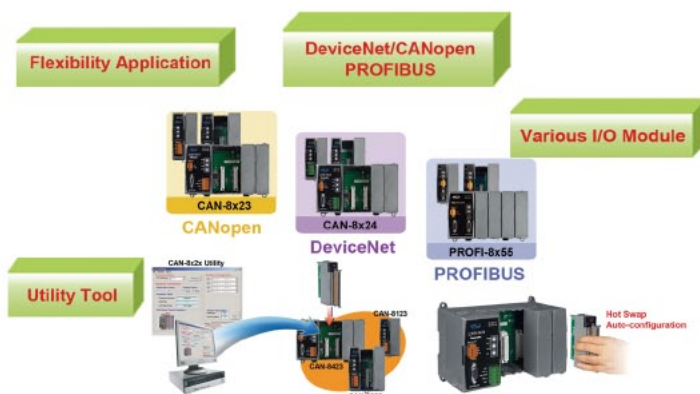 Flexibility Application
DeviceNet/CANopen
PROFIBUS
Various I/O Module
CAN-8x23
CANopen
CAN-8x24
DeviceNet
PROFI-8x55
PROFIBUS
Utility Tool
CAN-8x2x Utility
CAN-8123
CAN-8423
Hot Swap
Auto-configuration